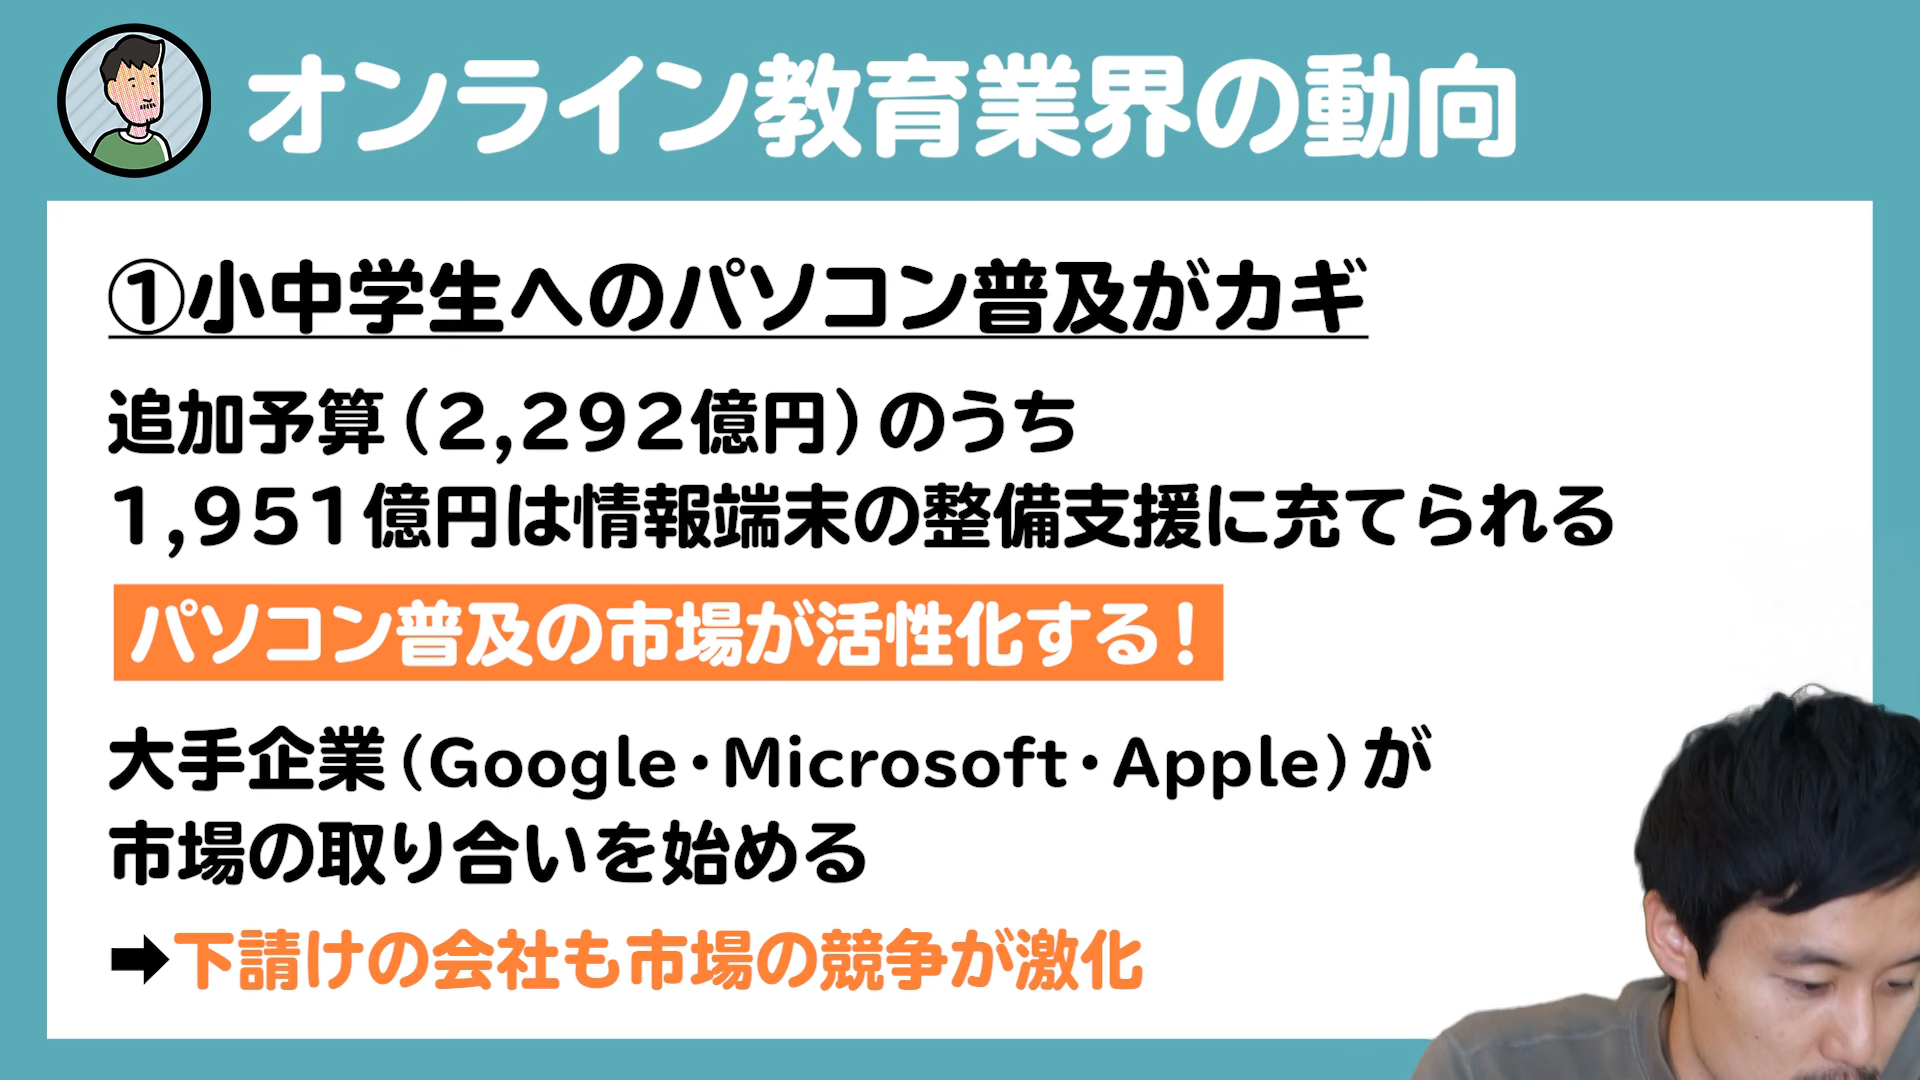 オンライン教育業界の動向
①小中学生へのパソコン普及がカギ
追加予算(2,292億円)のうち
1,951億円は情報端末の整備支援に充てられる
パソコン普及の市場が活性化する!
大手企業(Google・Microsoft・Apple)が
市場の取り合いを始める
➡下請けの会社も市場の競争が激化